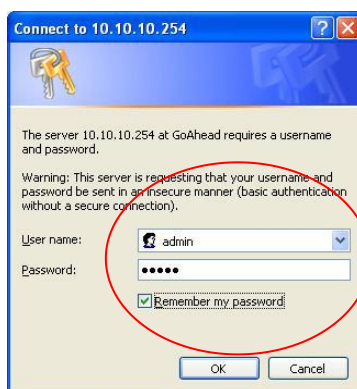 Connect to 10.10.10.254
The server 10.10.10.254 at GoAhead requires a username
and password.
Warning: This server is requesting that your username and
password be sent in an insecure manner (basic authentication
without a secure connection).
User name:
admin
Password:
•••••
Remember my password
OK
Cancel